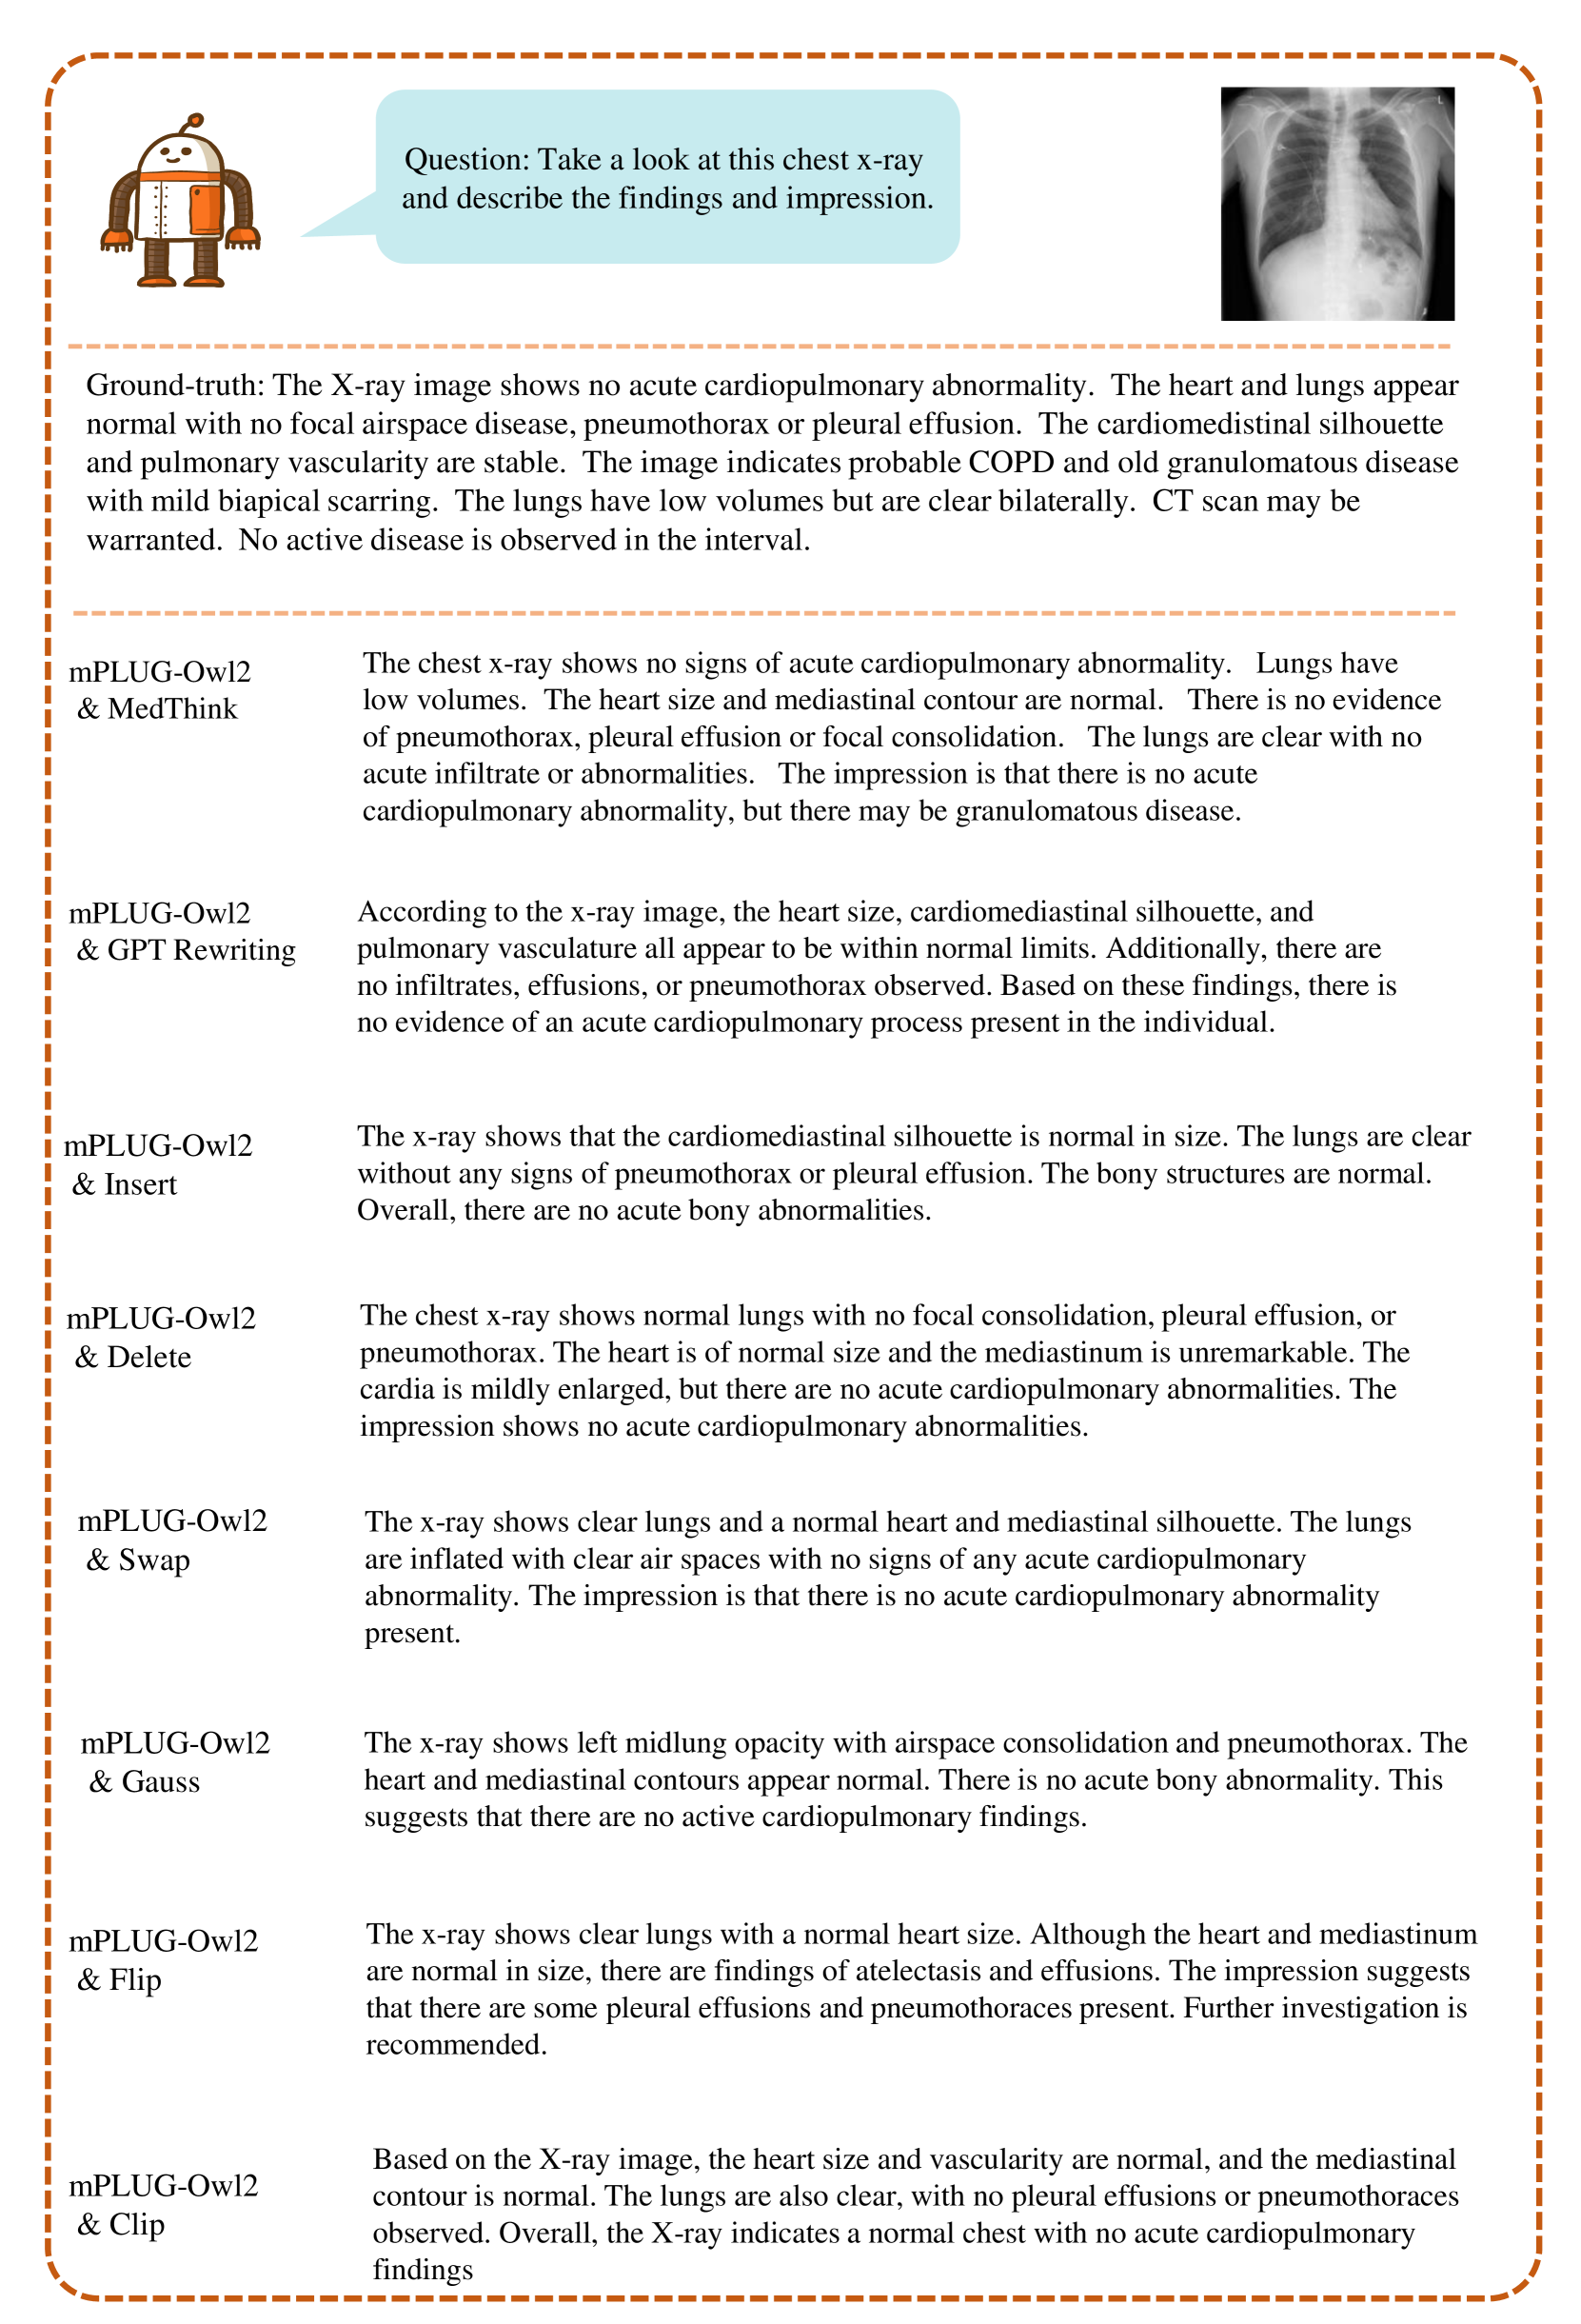 Question: Take a look at this chest x-ray
and describe the findings and impression.
L
Ground-truth: The X-ray image shows no acute cardiopulmonary abnormality. The heart and lungs appear
normal with no focal airspace disease, pneumothorax or pleural effusion. The cardiomedistinal silhouette
and pulmonary vascularity are stable. The image indicates probable COPD and old granulomatous disease
with mild biapical scarring. The lungs have low volumes but are clear bilaterally. CT scan may be
warranted. No active disease is observed in the interval.
mPLUG-Owl2
& MedThink
The chest x-ray shows no signs of acute cardiopulmonary abnormality. Lungs have
low volumes. The heart size and mediastinal contour are normal. There is no evidence
of pneumothorax, pleural effusion or focal consolidation. The lungs are clear with no
acute infiltrate or abnormalities. The impression is that there is no acute
cardiopulmonary abnormality, but there may be granulomatous disease.
mPLUG-Owl2
& GPT Rewriting
According to the x-ray image, the heart size, cardiomediastinal silhouette, and
pulmonary vasculature all appear to be within normal limits. Additionally, there are
no infiltrates, effusions, or pneumothorax observed. Based on these findings, there is
no evidence of an acute cardiopulmonary process present in the individual.
mPLUG-Owl2
& Insert
The x-ray shows that the cardiomediastinal silhouette is normal in size. The lungs are clear
without any signs of pneumothorax or pleural effusion. The bony structures are normal.
Overall, there are no acute bony abnormalities.
mPLUG-Owl2
& Delete
The chest x-ray shows normal lungs with no focal consolidation, pleural effusion, or
pneumothorax. The heart is of normal size and the mediastinum is unremarkable. The
cardia is mildly enlarged, but there are no acute cardiopulmonary abnormalities. The
impression shows no acute cardiopulmonary abnormalities.
mPLUG-Owl2
& Swap
The x-ray shows clear lungs and a normal heart and mediastinal silhouette. The lungs
are inflated with clear air spaces with no signs of any acute cardiopulmonary
abnormality. The impression is that there is no acute cardiopulmonary abnormality
present.
mPLUG-Owl2
& Gauss
The x-ray shows left midlung opacity with airspace consolidation and pneumothorax. The
heart and mediastinal contours appear normal. There is no acute bony abnormality. This
suggests that there are no active cardiopulmonary findings.
mPLUG-Owl2
& Flip
The x-ray shows clear lungs with a normal heart size. Although the heart and mediastinum
are normal in size, there are findings of atelectasis and effusions. The impression suggests
that there are some pleural effusions and pneumothoraces present. Further investigation is
recommended.
mPLUG-Owl2
& Clip
Based on the X-ray image, the heart size and vascularity are normal, and the mediastinal
contour is normal. The lungs are also clear, with no pleural effusions or pneumothoraces
observed. Overall, the X-ray indicates a normal chest with no acute cardiopulmonary
findings